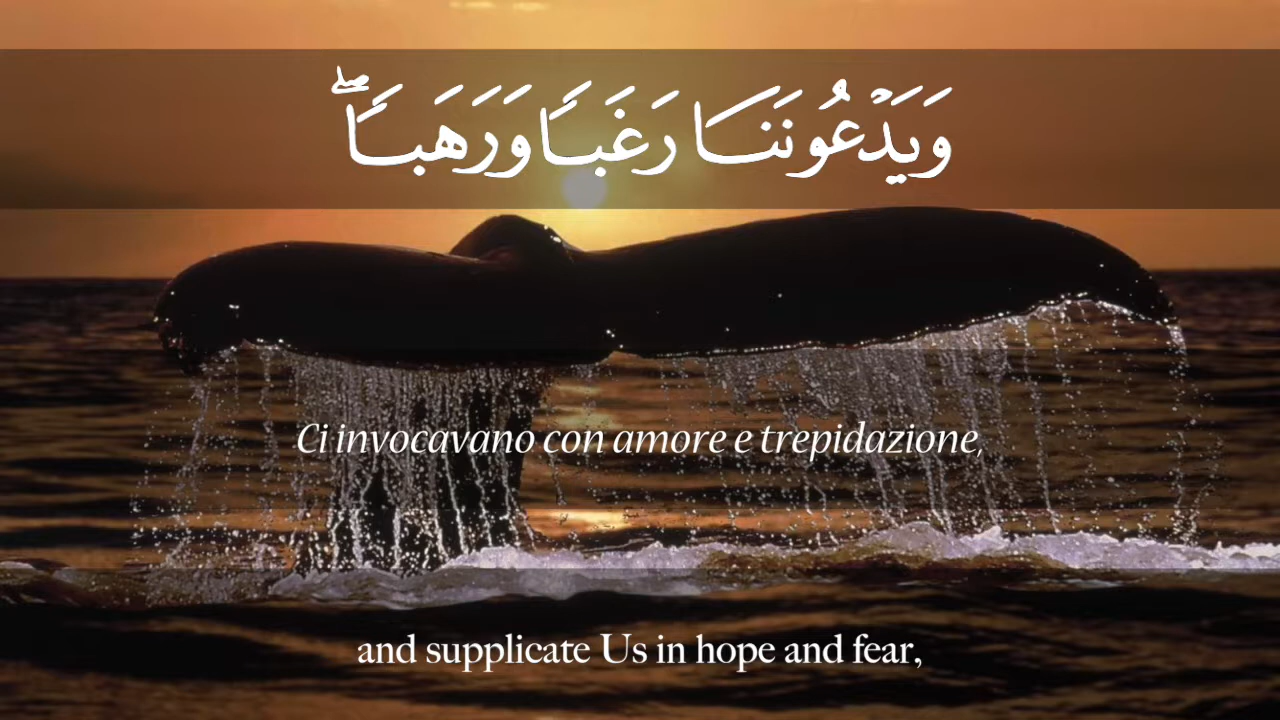 وَيَدْعُونَنَا رَغَبًا وَرَهَبًا ۖ
Ci invocavano con amore e trepidazione,
and supplicate Us in hope and fear,